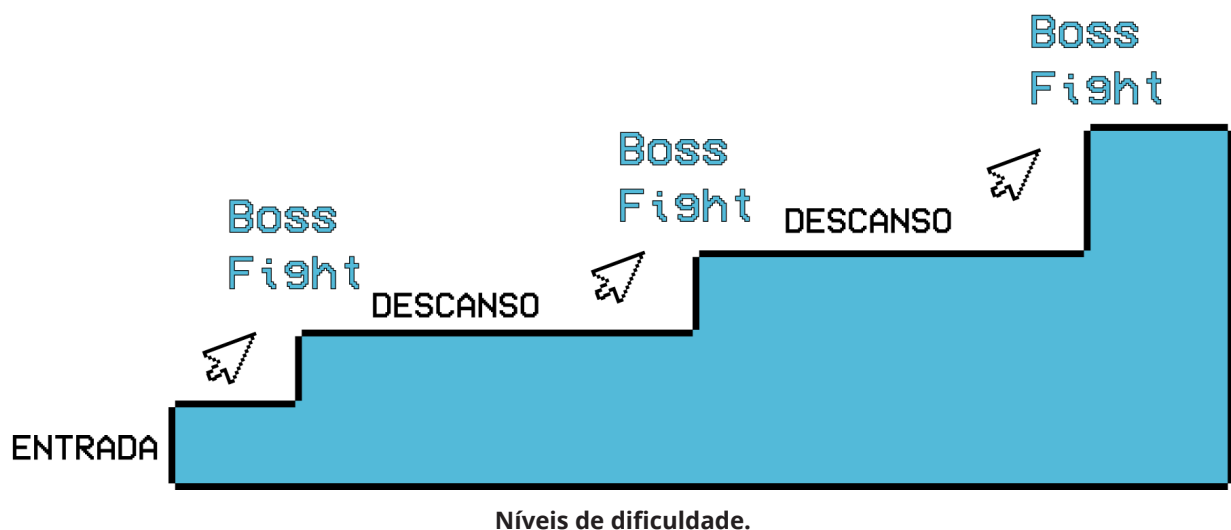 Boss
Fight
Boss
Fight
Boss
Fight
DESCANSO
DESCANSO
ENTRADA
Níveis de dificuldade.